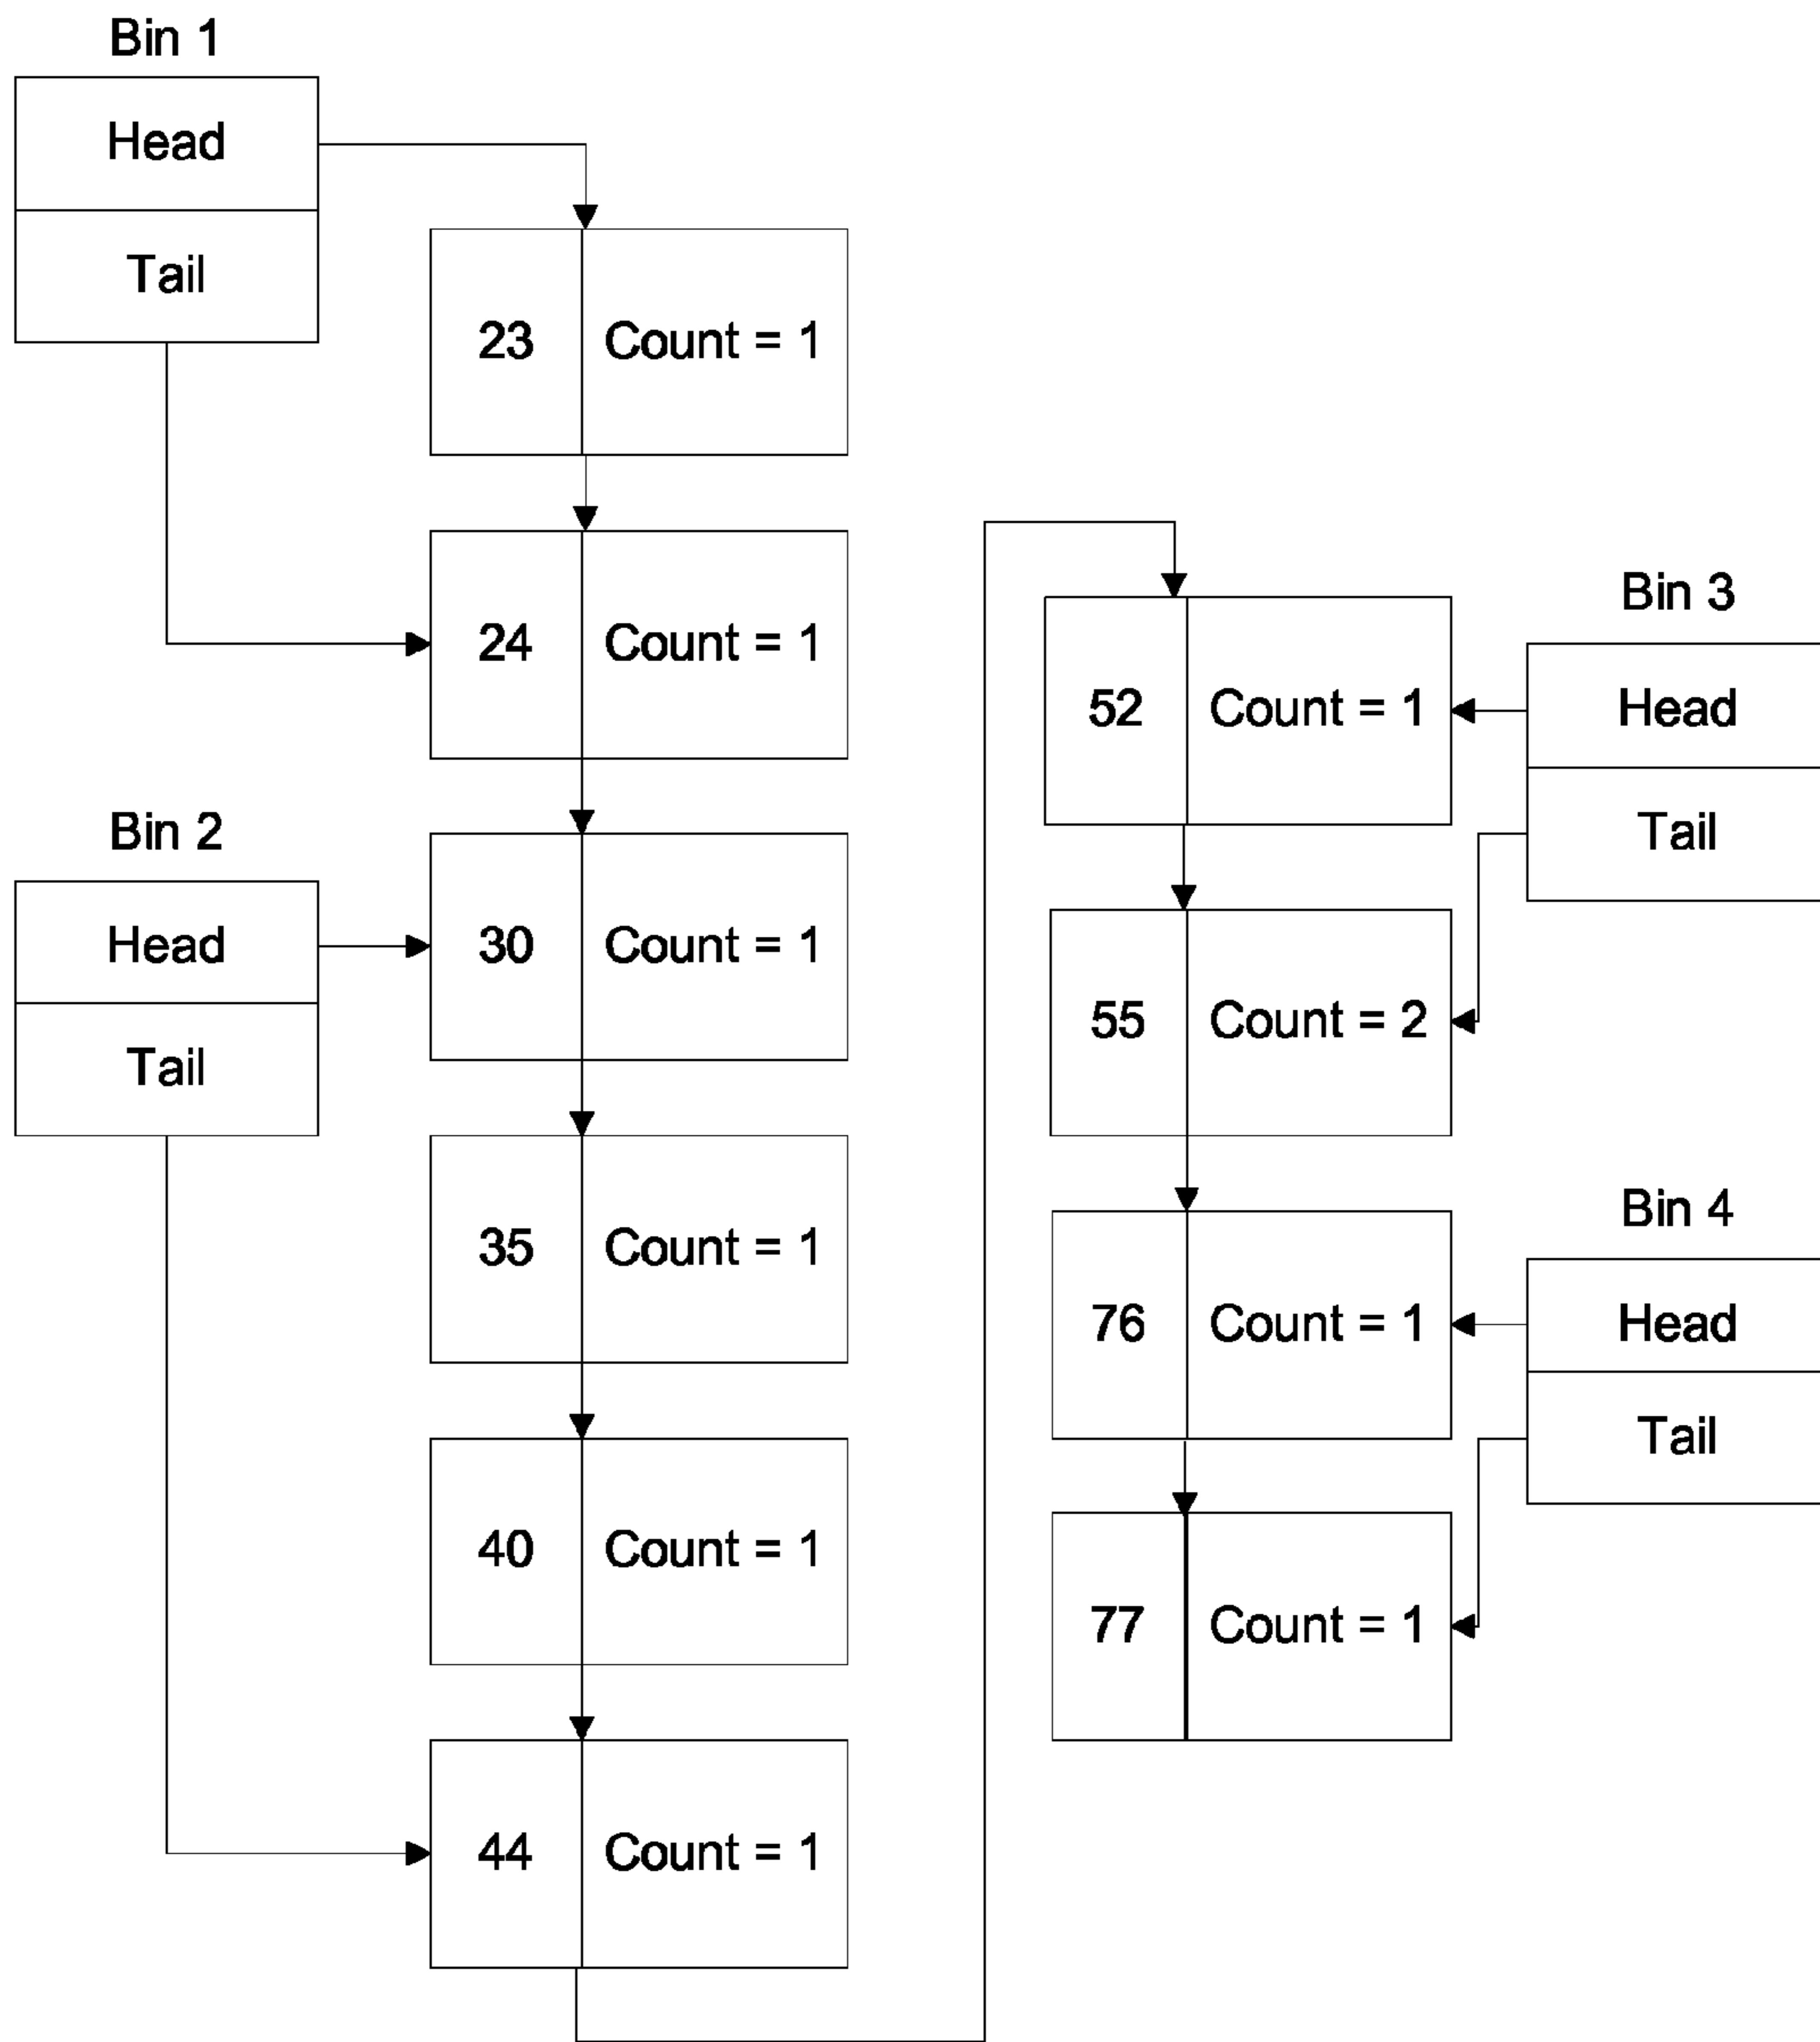 Bin 1
Head
Tail
23 Count = 1
24 Count = 1
Bin 2
Head
Tail
30 Count = 1
35 Count = 1
40 Count = 1
44 Count = 1
Bin 3
Head
Tail
52 Count = 1
55 Count = 2
Bin 4
Head
Tail
76 Count = 1
77 Count = 1